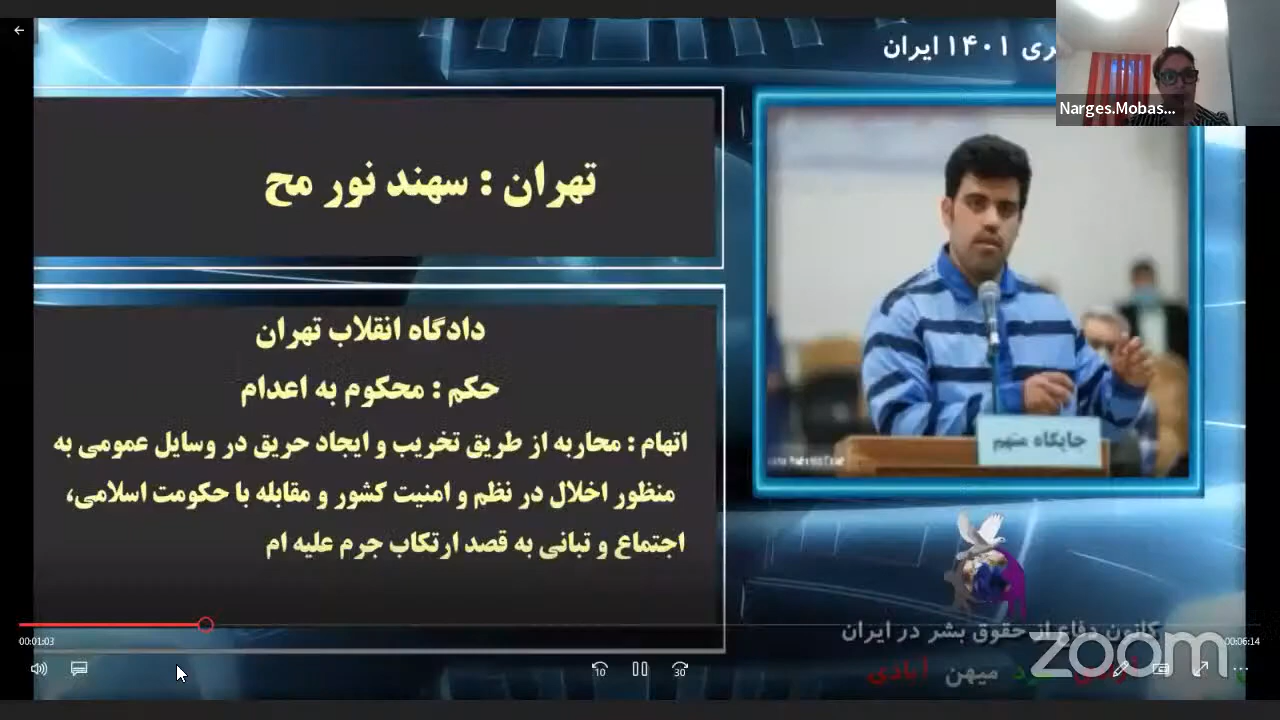 ری ۱۴۰۱ ایران
Narges.Mobas...
تهران : سهند نور مح
دادگاه انقلاب تهران
حکم : محکوم به اعدام
اتهام : محاربه از طریق تخریب و ایجاد حریق در وسایل عمومی به
منظور اخلال در نظم و امنیت کشور و مقابله با حکومت اسلامی،
اجتماع و تبانی به قصد ارتکاب جرم علیه ام
جایگاه متهم
کانون دفاع از حقوق بشر در ایران
zoom
میهن آبادی
00:01:03
00:06:14
10
30